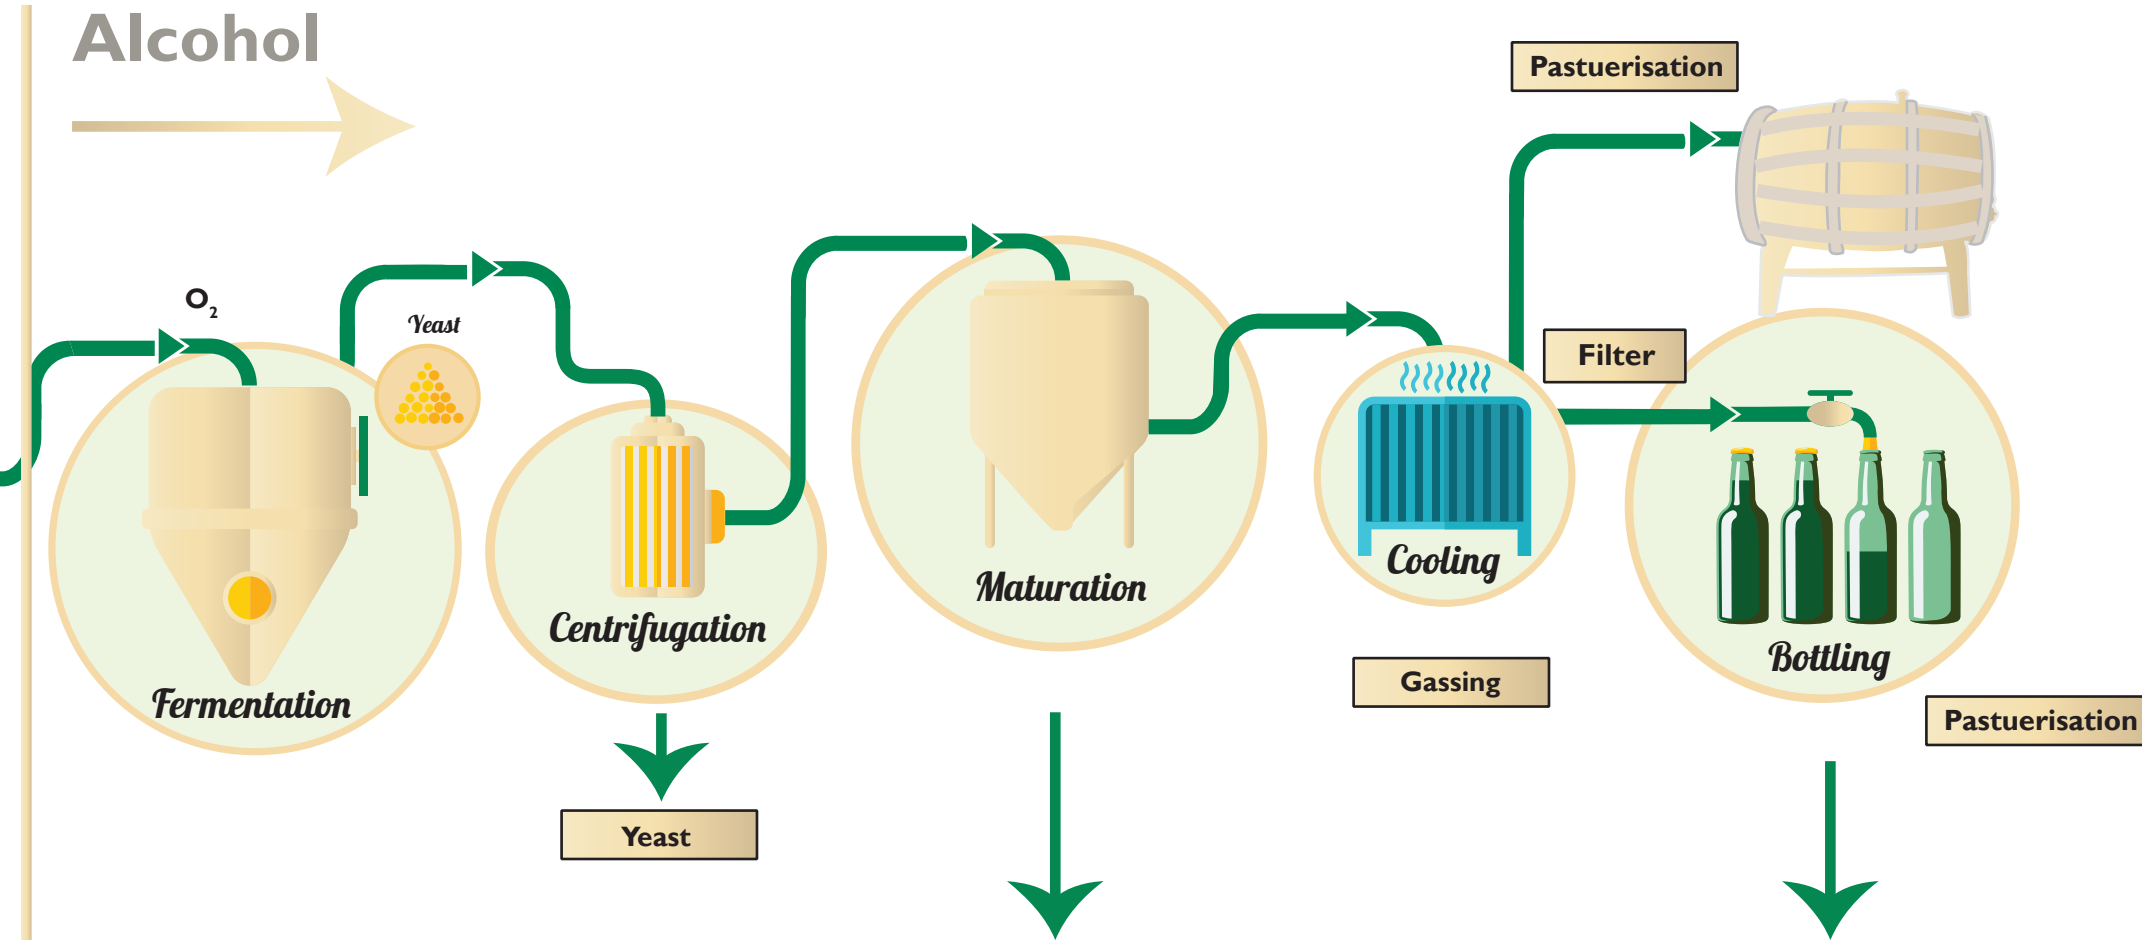 Alcohol
Pastuerisation
O₂
Yeast
Filter
Cooling
Maturation
Centrifugation
Bottling
Gassing
Fermentation
Pastuerisation
Yeast